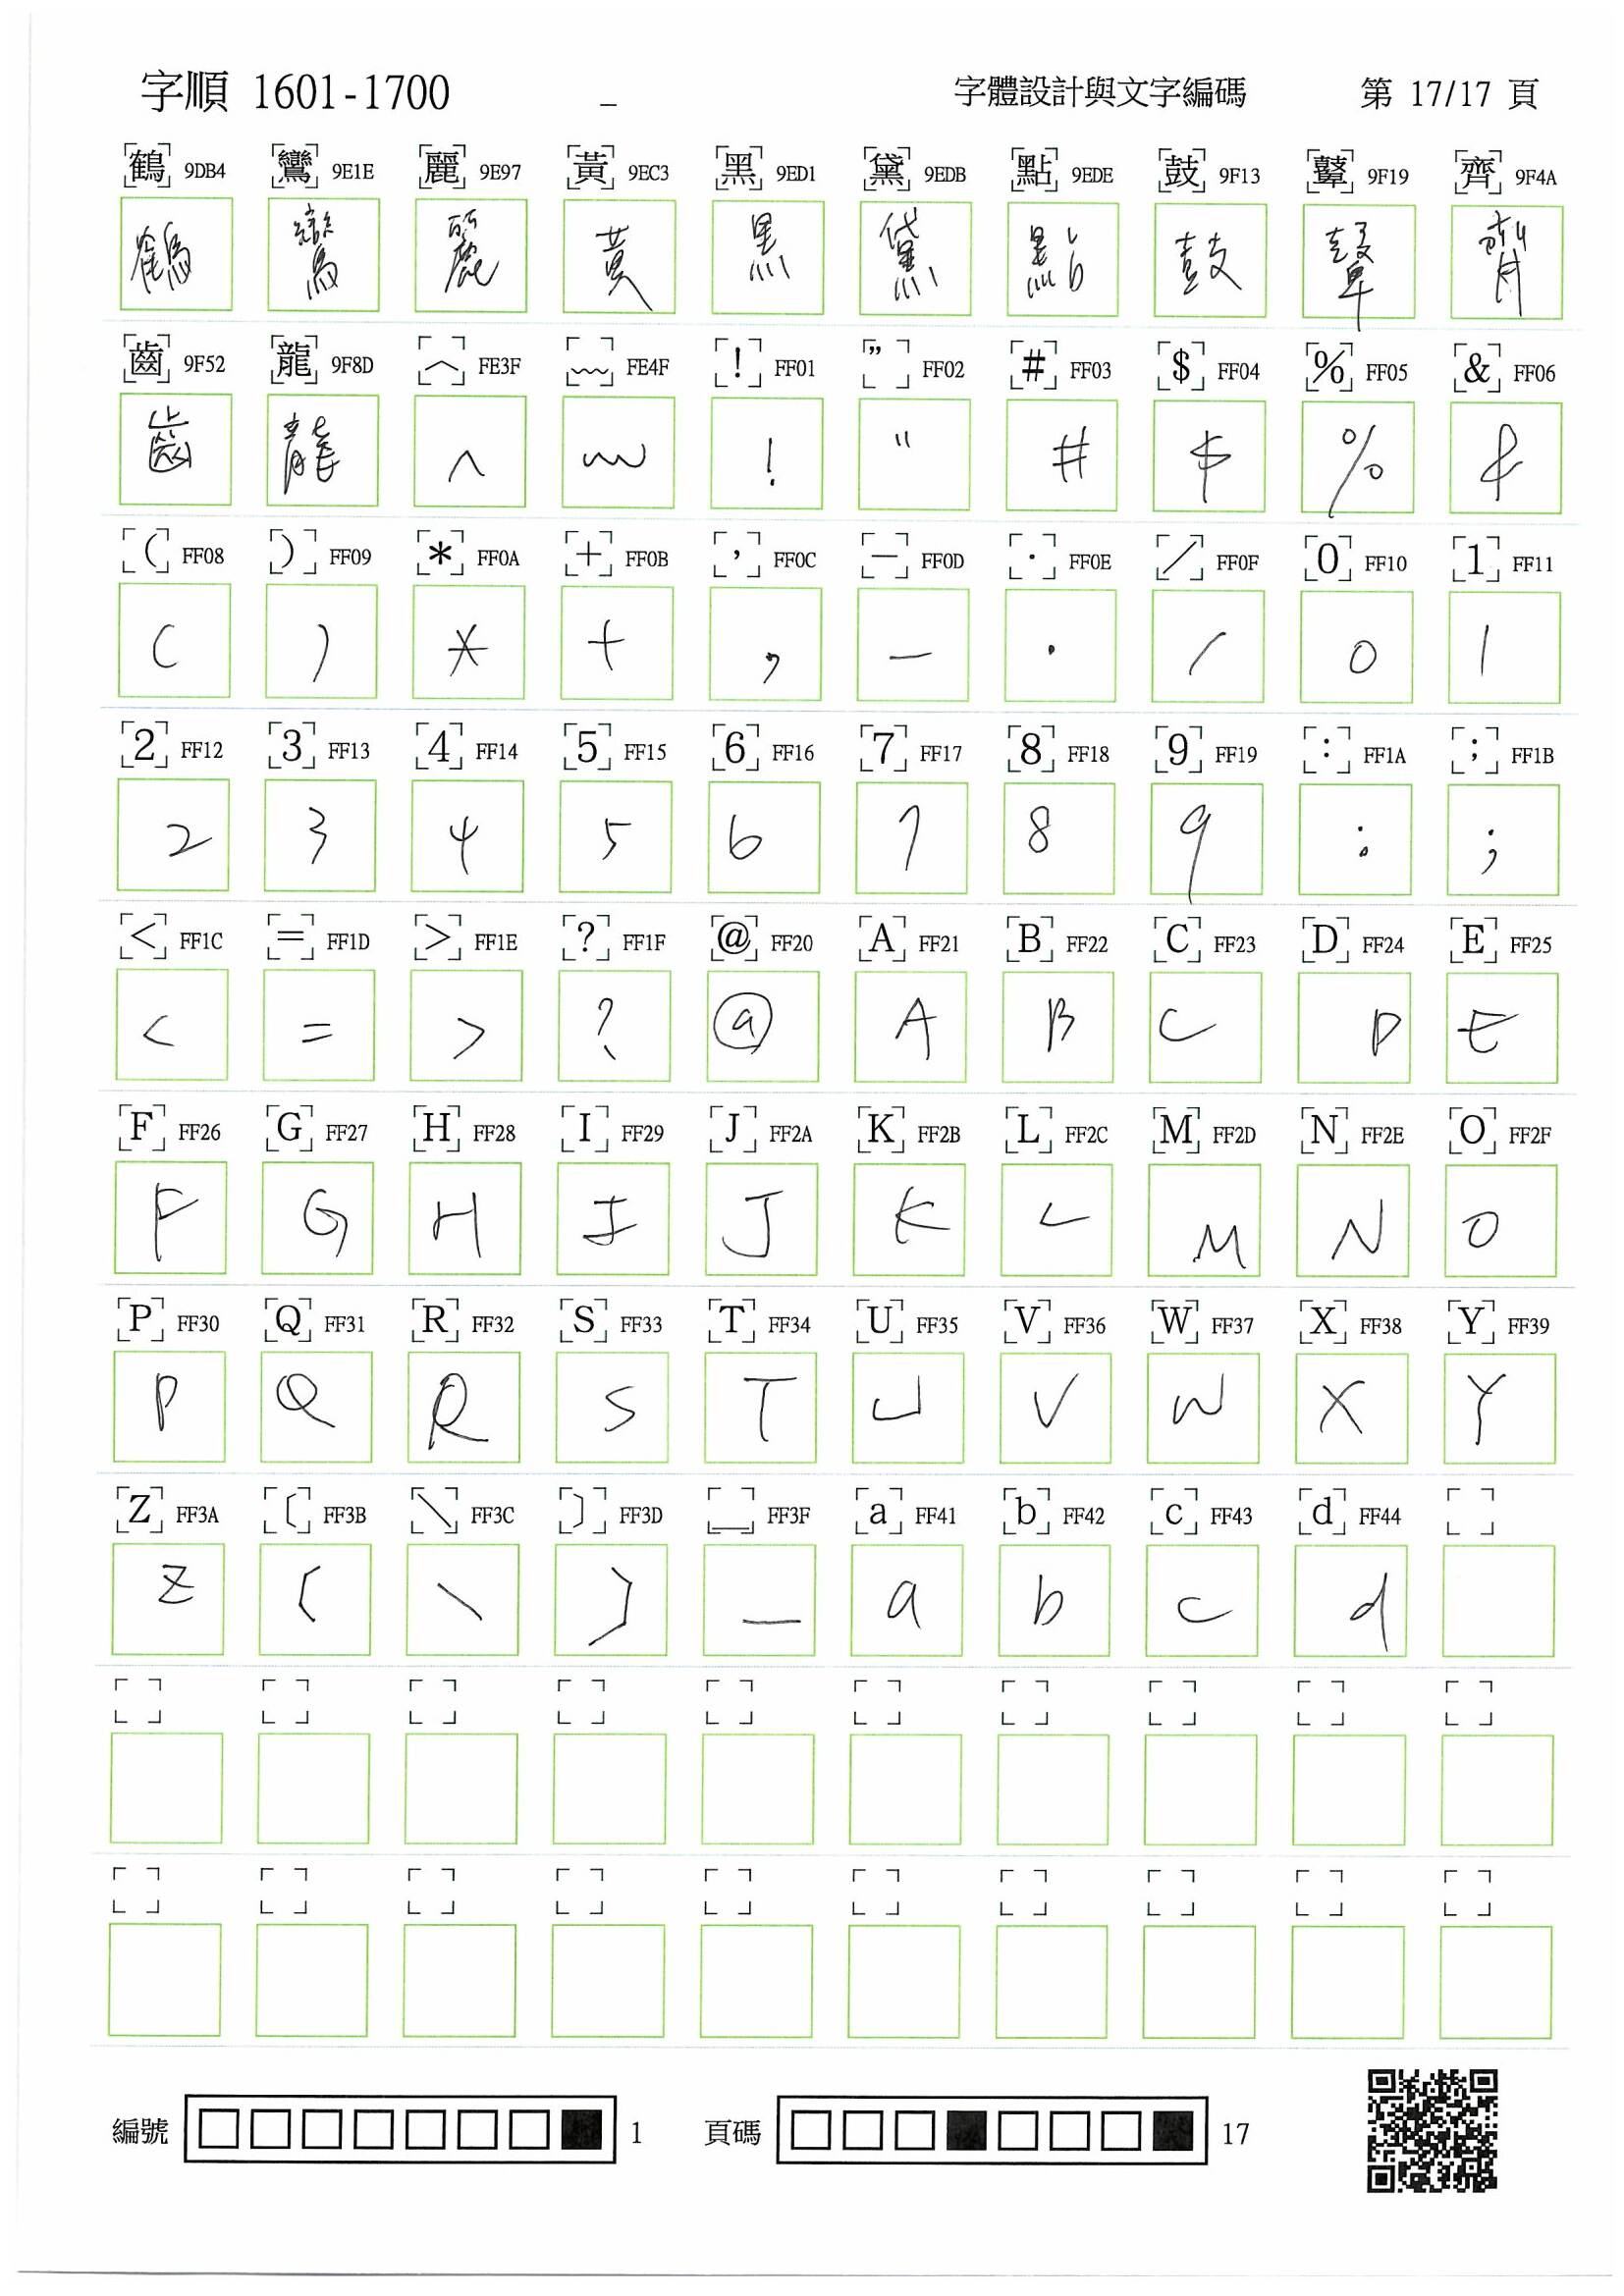 字順 1601-1700 _ 字體設計與文字編碼 第 17/17 頁
鶴 9DB4 鸞 9E1E 麗 9E97 黃 9EC3 黑 9ED1 黛 9EDB 點 9EDE 鼓 9F13 鼙 9F19 齊 9F4A
鶴 鸞 麗 黃 黑 黛 點 鼓 鼙 齊
齒 9F52 龍 9F8D ︿ FE3F ﹏ FE4F ! FF01 ” FF02 # FF03 $ FF04 % FF05 & FF06
齒 龍 ︿ ﹏ ! " # $ % &
( FF08 ) FF09 * FF0A + FF0B , FF0C － FF0D . FF0E / FF0F 0 FF10 1 FF11
( ) * + , － . / 0 1
2 FF12 3 FF13 4 FF14 5 FF15 6 FF16 7 FF17 8 FF18 9 FF19 : FF1A ; FF1B
2 3 4 5 6 7 8 9 : ;
< FF1C = FF1D > FF1E ? FF1F @ FF20 A FF21 B FF22 C FF23 D FF24 E FF25
< = > ? @ A B C D E
F FF26 G FF27 H FF28 I FF29 J FF2A K FF2B L FF2C M FF2D N FF2E O FF2F
F G H I J K L M N O
P FF30 Q FF31 R FF32 S FF33 T FF34 U FF35 V FF36 W FF37 X FF38 Y FF39
P Q R S T U V W X Y
Z FF3A 〔 FF3B \ FF3C 〕 FF3D _ FF3F a FF41 b FF42 c FF43 d FF44
Z 〔 \ 〕 _ a b c d
編號 1 頁碼 17